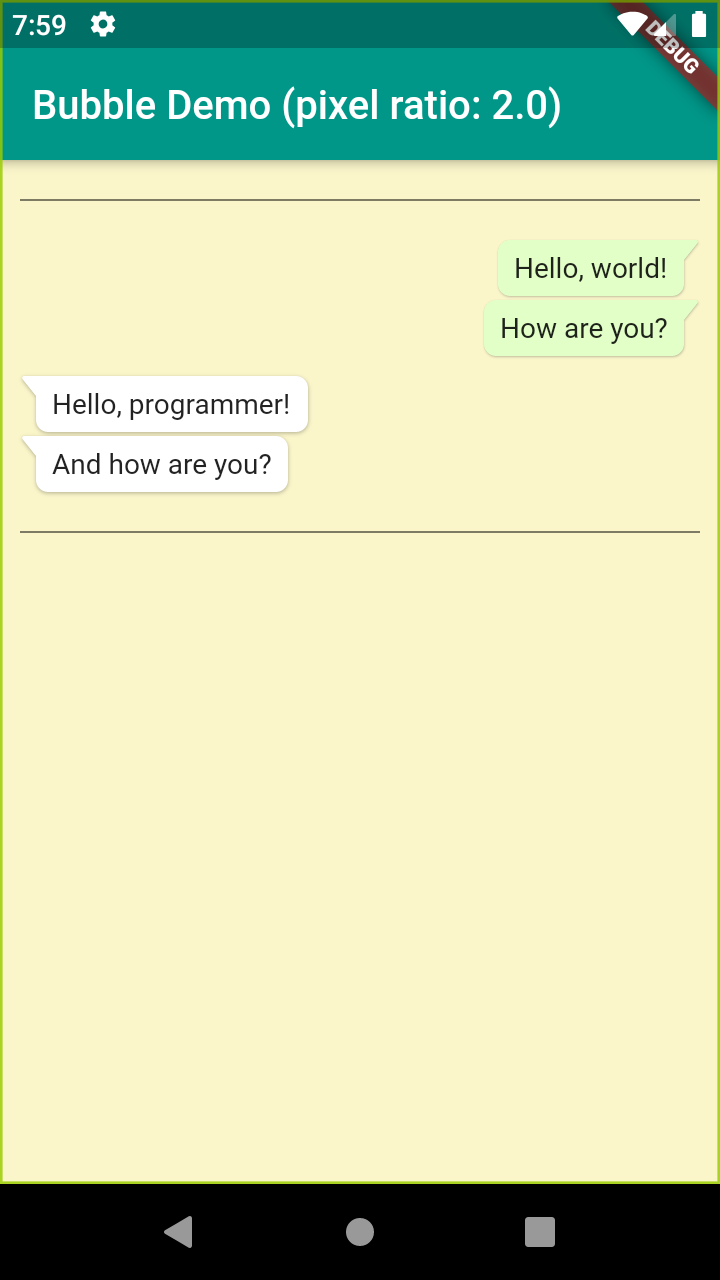 7:59
DEBUG
Bubble Demo (pixel ratio: 2.0)
Hello, world!
How are you?
Hello, programmer!
And how are you?